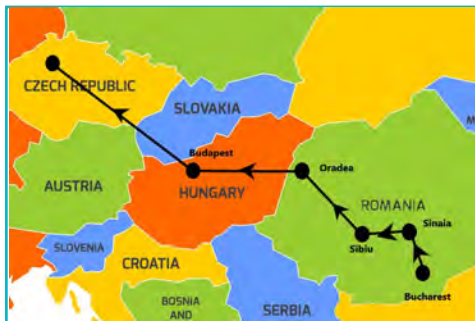 CZECH REPUBLIC
SLOVAKIA
M
Budapest
Oradea
AUSTRIA
HUNGARY
ROMANIA
Sinaia
SLOVENIA
Sibiu
CROATIA
Bucharest
BOSNIA
AND
SERBIA